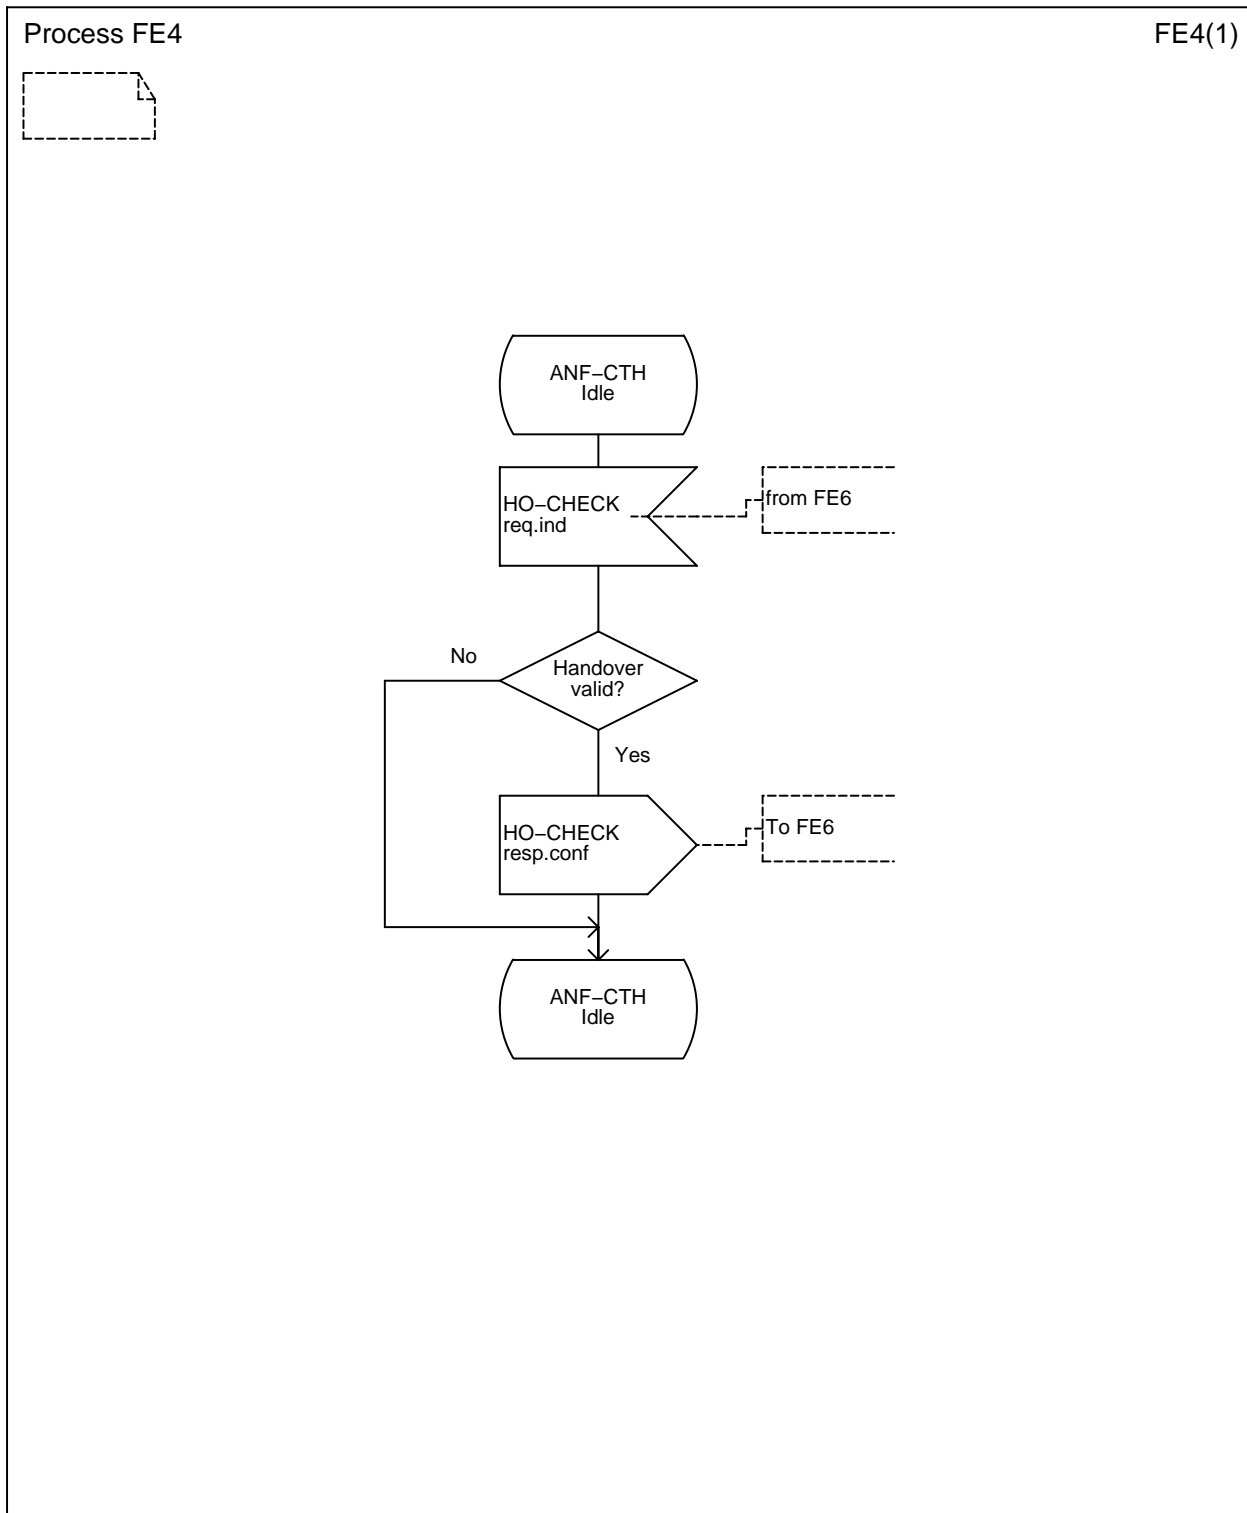 Process FE4
FE4(1)
ANF–CTH
Idle
HO–CHECK
req.ind
from FE6
No
Handover
valid?
Yes
HO–CHECK
resp.conf
To FE6
ANF–CTH
Idle